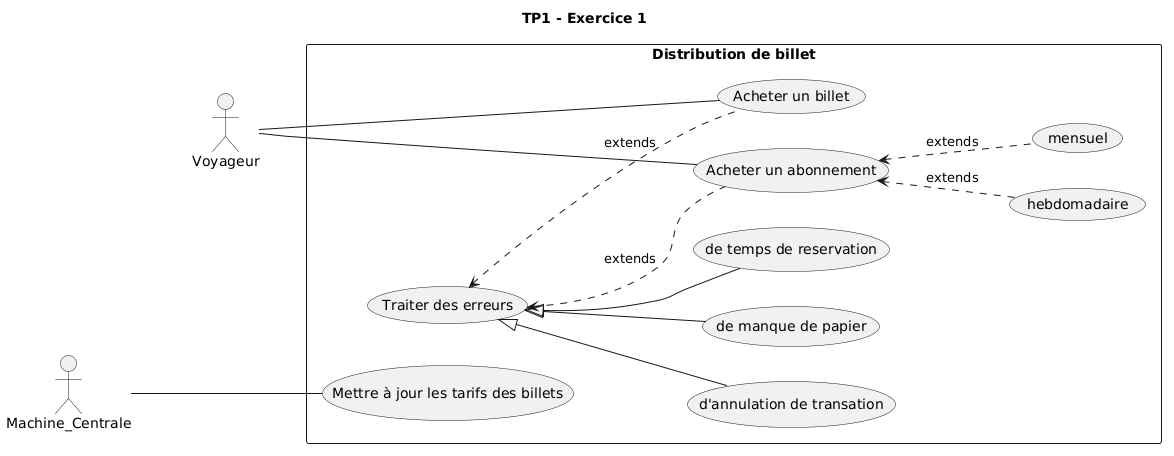 TP1 - Exercice 1
Distribution de billet
Acheter un billet
Voyageur
extends
Acheter un abonnement
extends
mensuel
extends
hebdomadaire
de temps de reservation
extends
Traiter des erreurs
de manque de papier
Mettre à jour les tarifs des billets
d'annulation de transation
Machine_Centrale